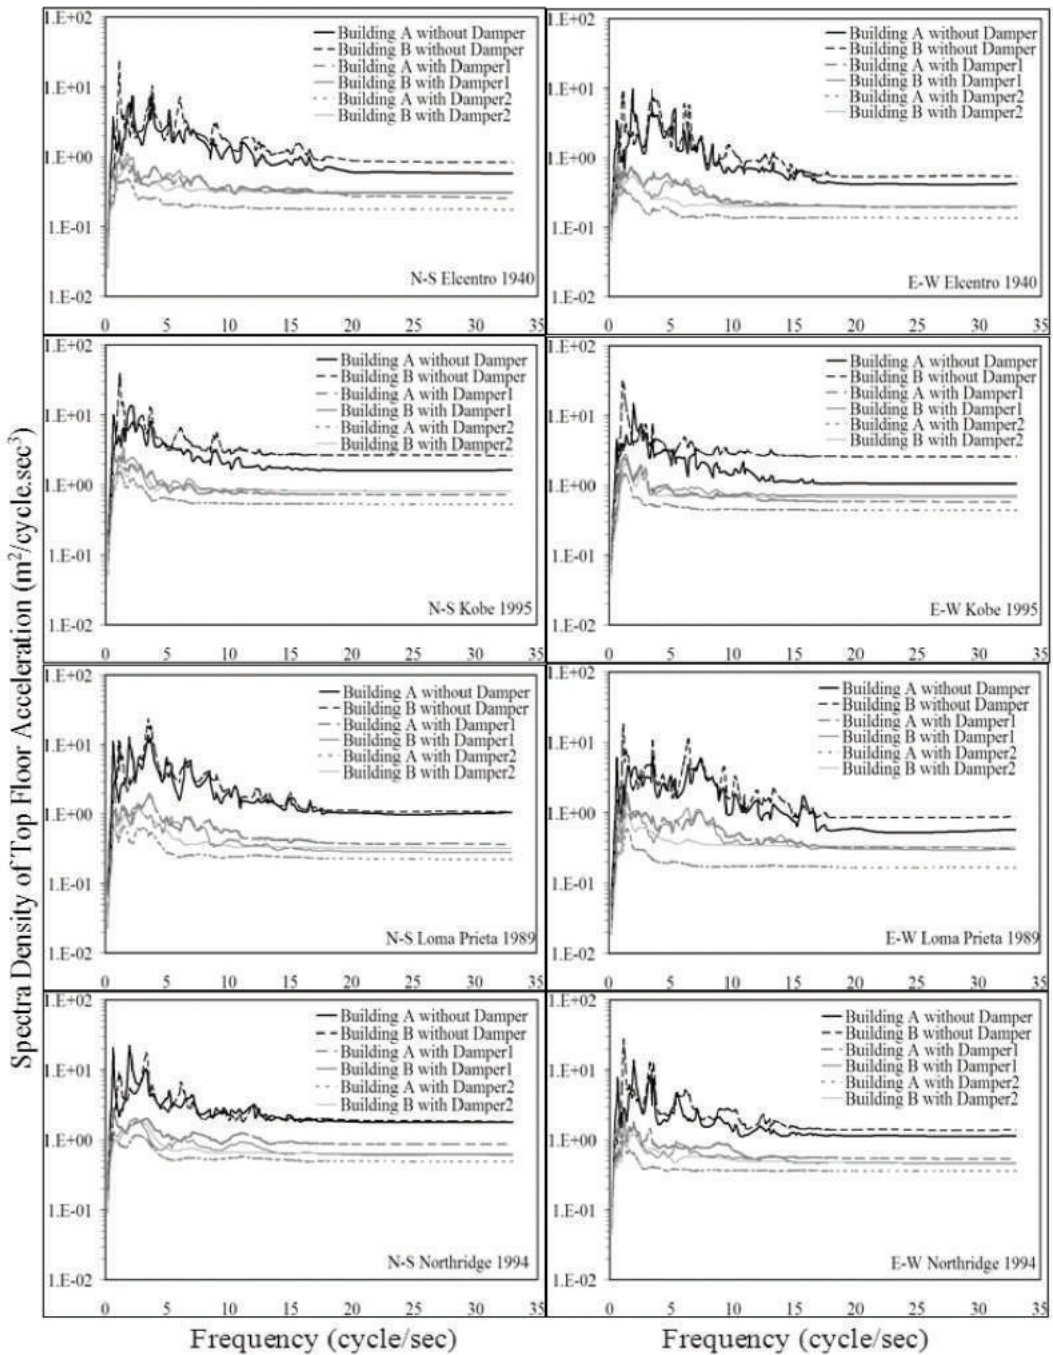 Spectra Density of Top Floor Acceleration (m²/cycle.sec³)
1.E+02
1.E+01
1.E+00
1.E-01
1.E-02
Building A without Damper
Building B without Damper
Building A with Damper1
Building B with Damper1
Building A with Damper2
Building B with Damper2
N-S Elcentro 1940
0 5 10 15 20 25 30 35
1.E+02
1.E+01
1.E+00
1.E-01
1.E-02
Building A without Damper
Building B without Damper
Building A with Damper1
Building B with Damper1
Building A with Damper2
Building B with Damper2
E-W Elcentro 1940
0 5 10 15 20 25 30 35
1.E+02
1.E+01
1.E+00
1.E-01
1.E-02
Building A without Damper
Building B without Damper
Building A with Damper1
Building B with Damper1
Building A with Damper2
Building B with Damper2
N-S Kobe 1995
0 5 10 15 20 25 30 35
1.E+02
1.E+01
1.E+00
1.E-01
1.E-02
Building A without Damper
Building B without Damper
Building A with Damper1
Building B with Damper1
Building A with Damper2
Building B with Damper2
E-W Kobe 1995
0 5 10 15 20 25 30 35
1.E+02
1.E+01
1.E+00
1.E-01
1.E-02
Building A without Damper
Building B without Damper
Building A with Damper1
Building B with Damper1
Building A with Damper2
Building B with Damper2
N-S Loma Prieta 1989
0 5 10 15 20 25 30 35
1.E+02
1.E+01
1.E+00
1.E-01
1.E-02
Building A without Damper
Building B without Damper
Building A with Damper1
Building B with Damper1
Building A with Damper2
Building B with Damper2
E-W Loma Prieta 1989
0 5 10 15 20 25 30 35
1.E+02
1.E+01
1.E+00
1.E-01
1.E-02
Building A without Damper
Building B without Damper
Building A with Damper1
Building B with Damper1
Building A with Damper2
Building B with Damper2
N-S Northridge 1994
0 5 10 15 20 25 30 35
1.E+02
1.E+01
1.E+00
1.E-01
1.E-02
Building A without Damper
Building B without Damper
Building A with Damper1
Building B with Damper1
Building A with Damper2
Building B with Damper2
E-W Northridge 1994
0 5 10 15 20 25 30 35
Frequency (cycle/sec)
Frequency (cycle/sec)